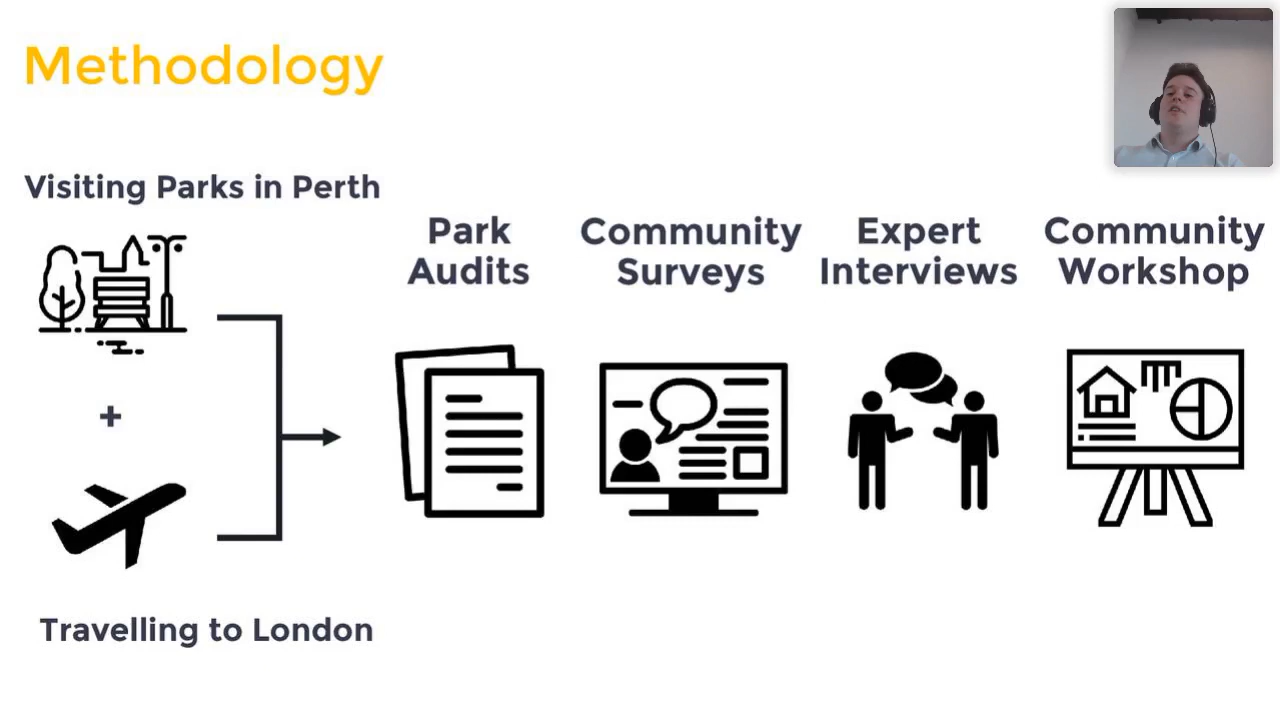 Methodology
Visiting Parks in Perth
Park
Audits
Community
Surveys
Expert
Interviews
Community
Workshop
+
Travelling to London